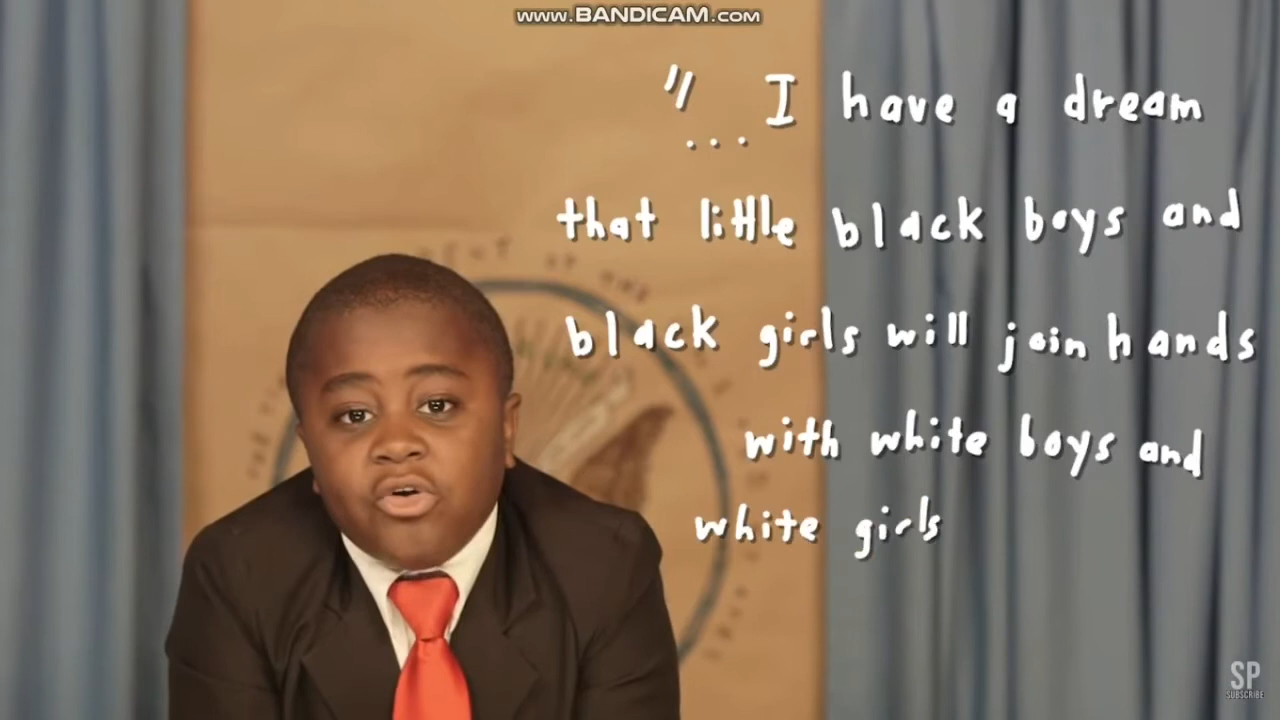 www.BANDICAM.com
"... I have a dream
that little black boys and
black girls will join hands
with white boys and
white girls
SP
SUBSCRIBE